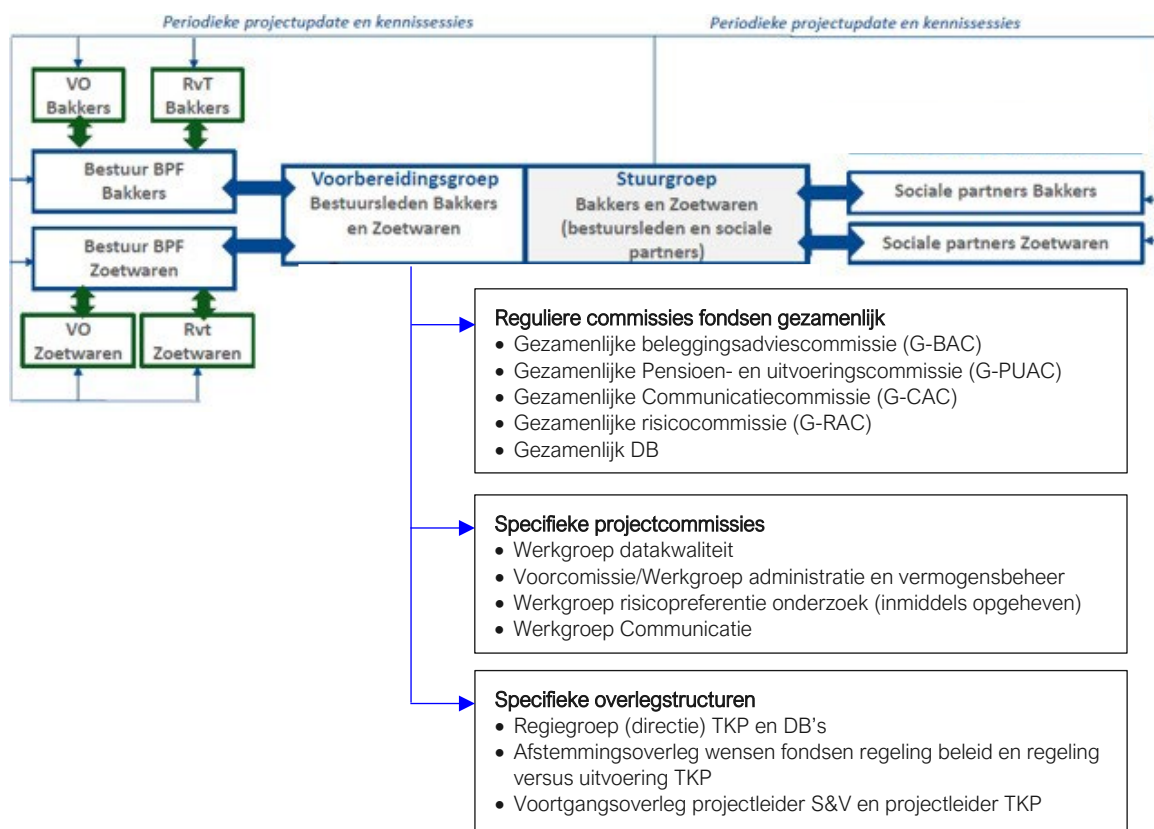 Periodieke projectupdate en kennissessies
Periodieke projectupdate en kennissessies
VO
Bakkers
RvT
Bakkers
Bestuur BPF
Bakkers
Voorbereidingsgroep
Bestuursleden Bakkers
en Zoetwaren
Stuurgroep
Bakkers en Zoetwaren
(bestuursleden en sociale
partners)
Sociale partners Bakkers
Sociale partners Zoetwaren
Bestuur BPF
Zoetwaren
VO
Zoetwaren
Rvt
Zoetwaren
Reguliere commissies fondsen gezamenlijk
• Gezamenlijke beleggingsadviescommissie (G-BAC)
• Gezamenlijke Pensioen- en uitvoeringscommissie (G-PUAC)
• Gezamenlijke Communicatiecommissie (G-CAC)
• Gezamenlijke risicocommissie (G-RAC)
• Gezamenlijk DB
Specifieke projectcommissies
• Werkgroep datakwaliteit
• Voorcomissie/Werkgroep administratie en vermogensbeheer
• Werkgroep risicopreferentie onderzoek (inmiddels opgeheven)
• Werkgroep Communicatie
Specifieke overlegstructuren
• Regiegroep (directie) TKP en DB's
• Afstemmingsoverleg wensen fondsen regeling beleid en regeling
versus uitvoering TKP
• Voortgangsoverleg projectleider S&V en projectleider TKP